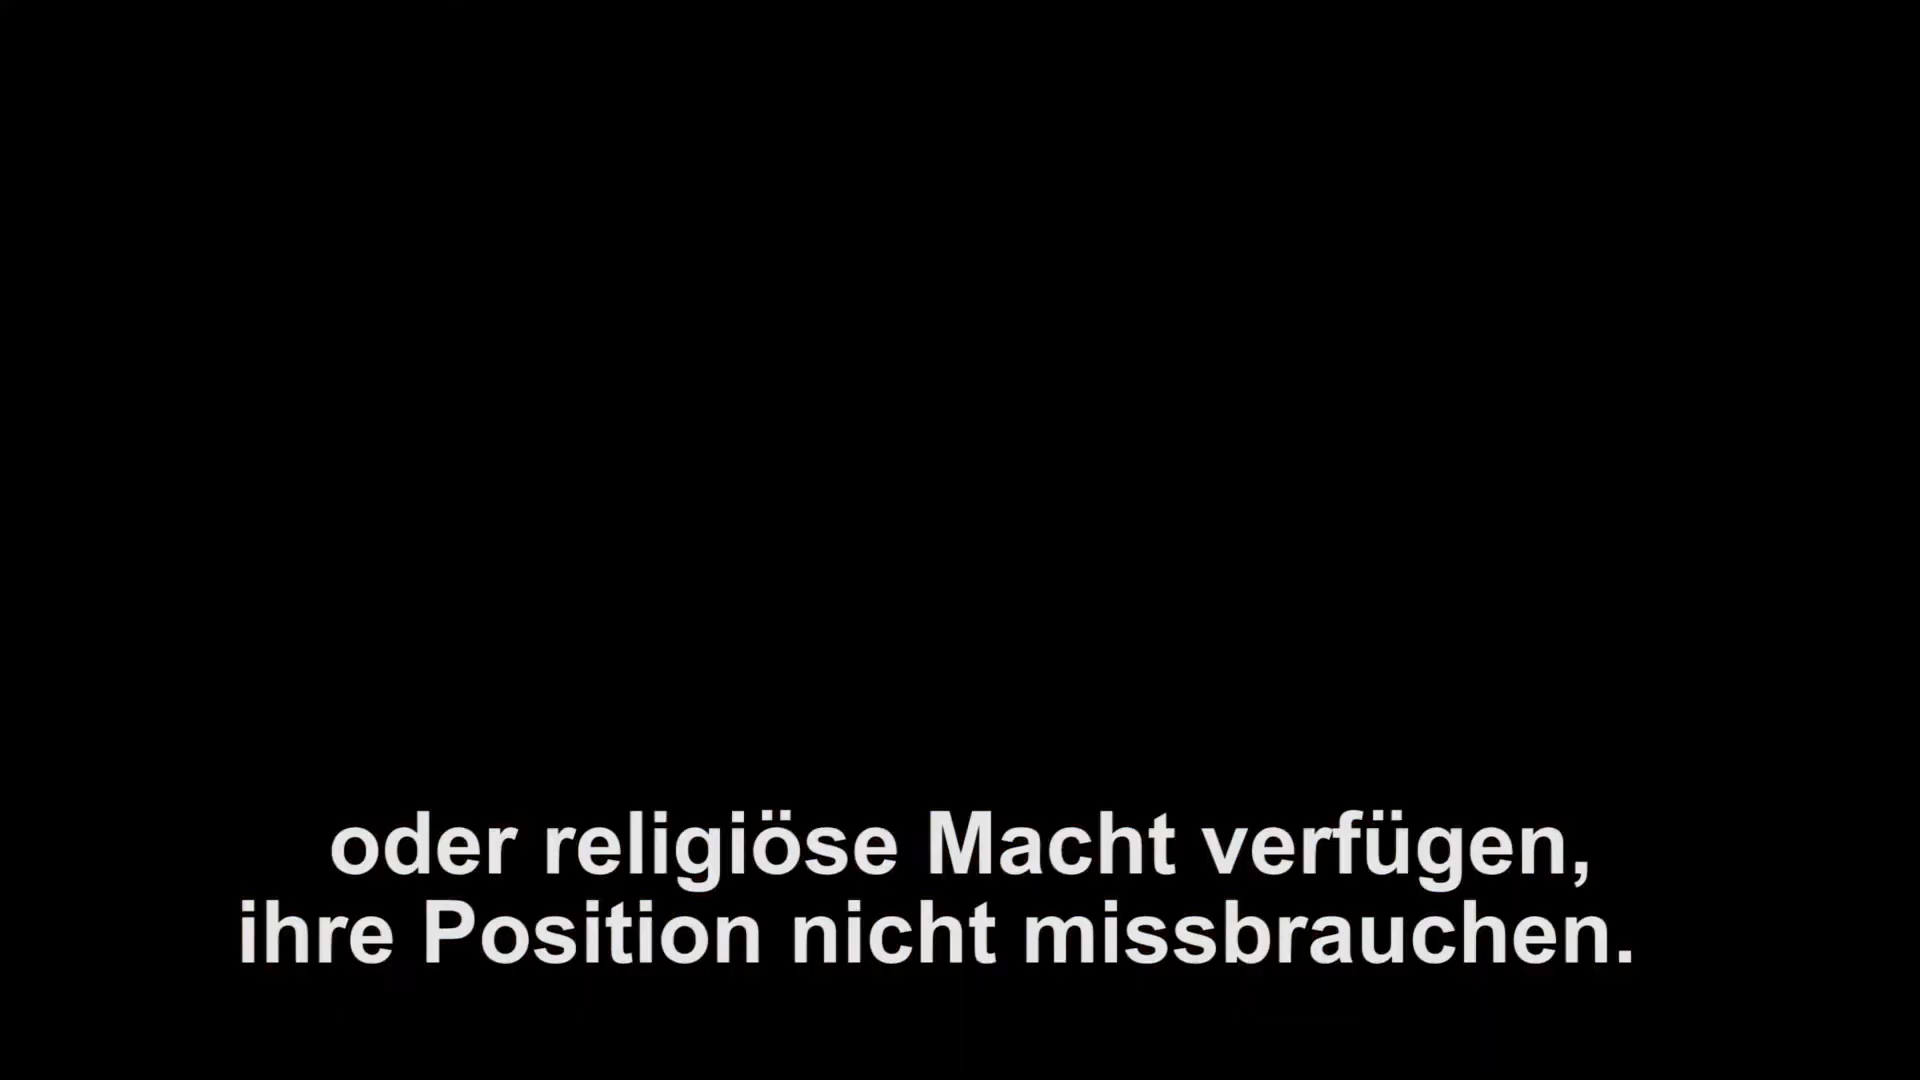 oder religiöse Macht verfügen,
ihre Position nicht missbrauchen.